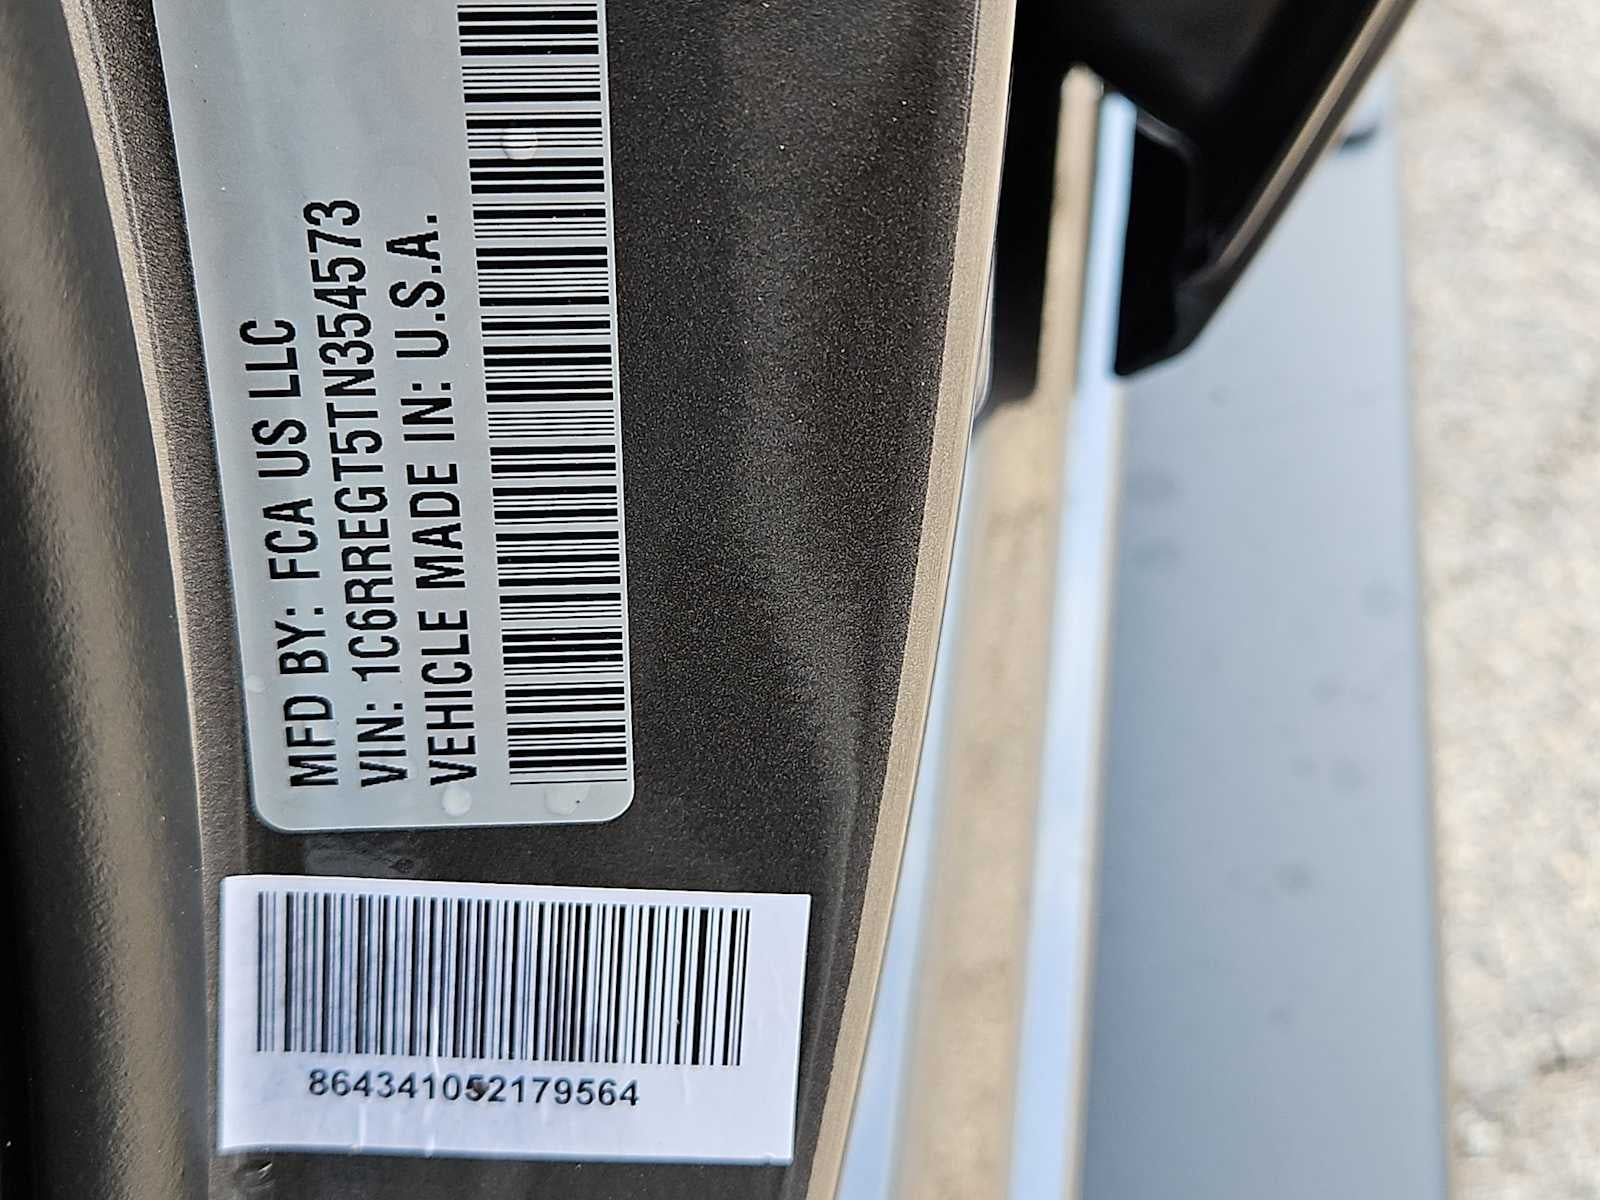 MFD BY: FCA US LLC
VIN: 1C6RREGT5TN354573
VEHICLE MADE IN: U.S.A.
864341052179564